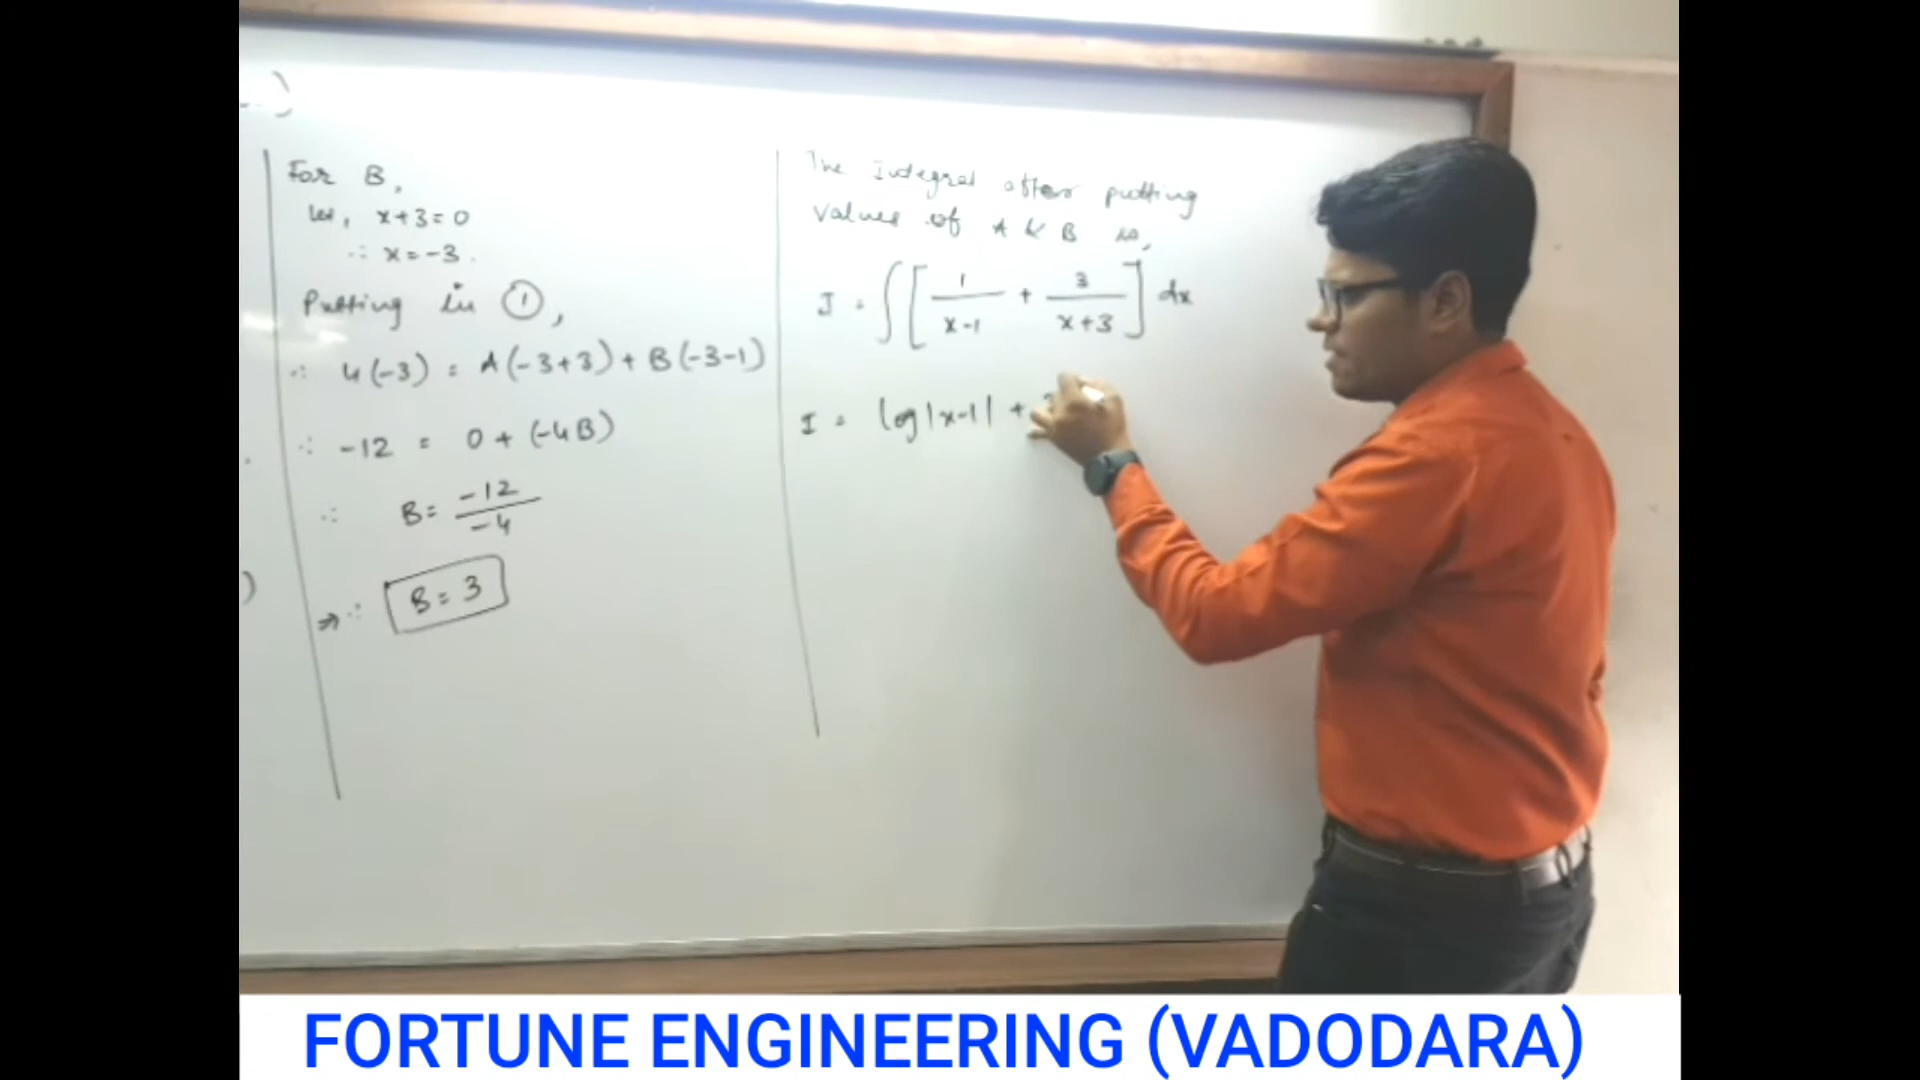 For B,
let, x+3=0
∴ x=-3.
Putting in ①,
∴ 4(-3) = A(-3+3) + B(-3-1)
∴ -12 = 0 + (-4B)
∴ B = -12/-4
⇒ ∴ B = 3
The Integral after putting
values of A & B is,
I = ∫[1/(x-1) + 3/(x+3)] dx
I = log|x-1| +
FORTUNE ENGINEERING (VADODARA)